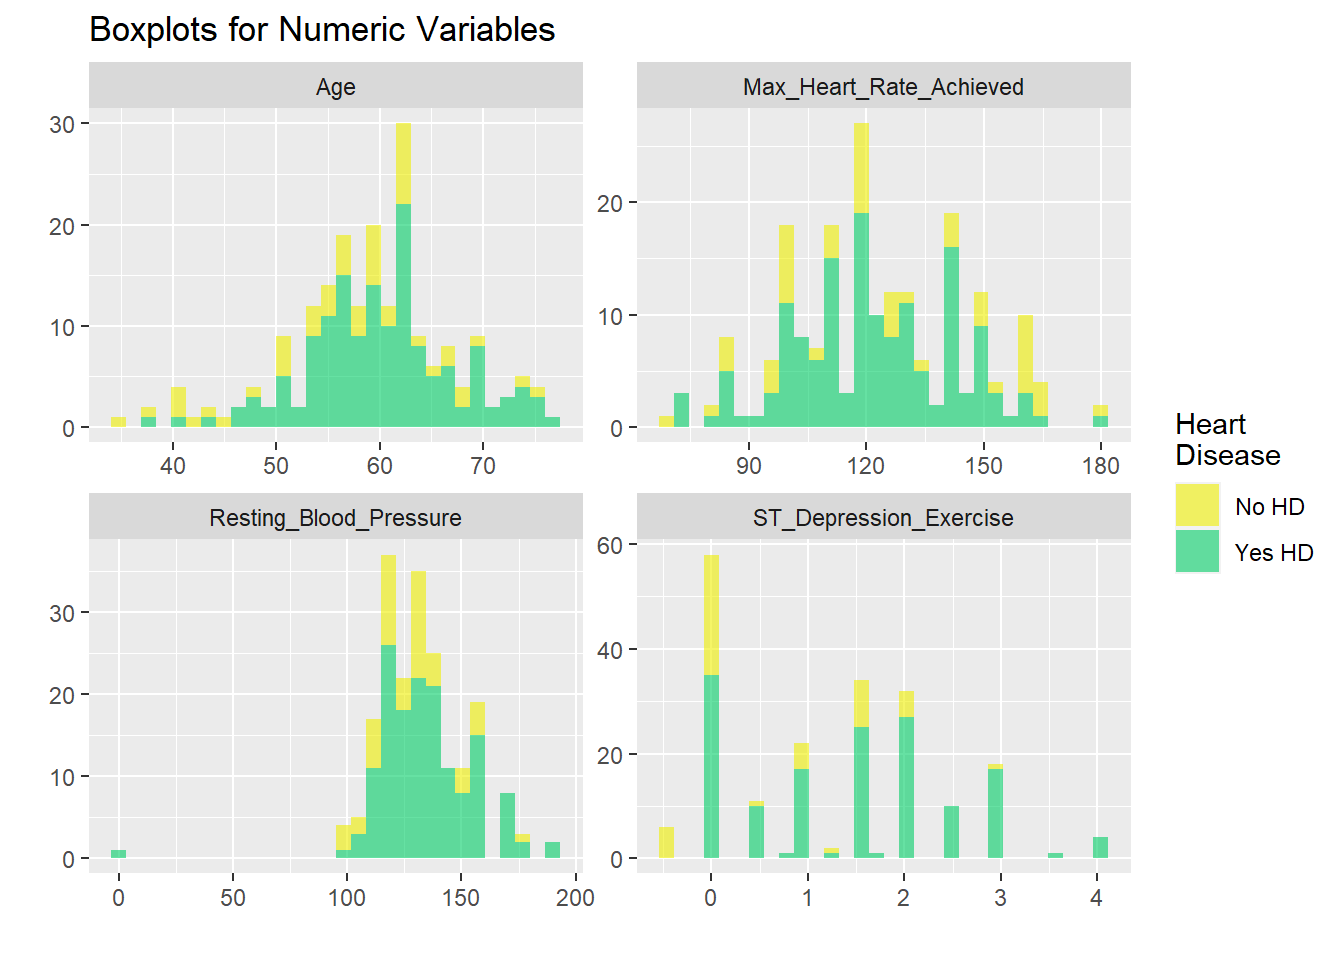 Boxplots for Numeric Variables
Age
30
20
10
0
40 50 60 70
Max_Heart_Rate_Achieved
20
10
0
90 120 150 180
Resting_Blood_Pressure
30
20
10
0
0 50 100 150 200
ST_Depression_Exercise
60
40
20
0
0 1 2 3 4
Heart
Disease
No HD
Yes HD